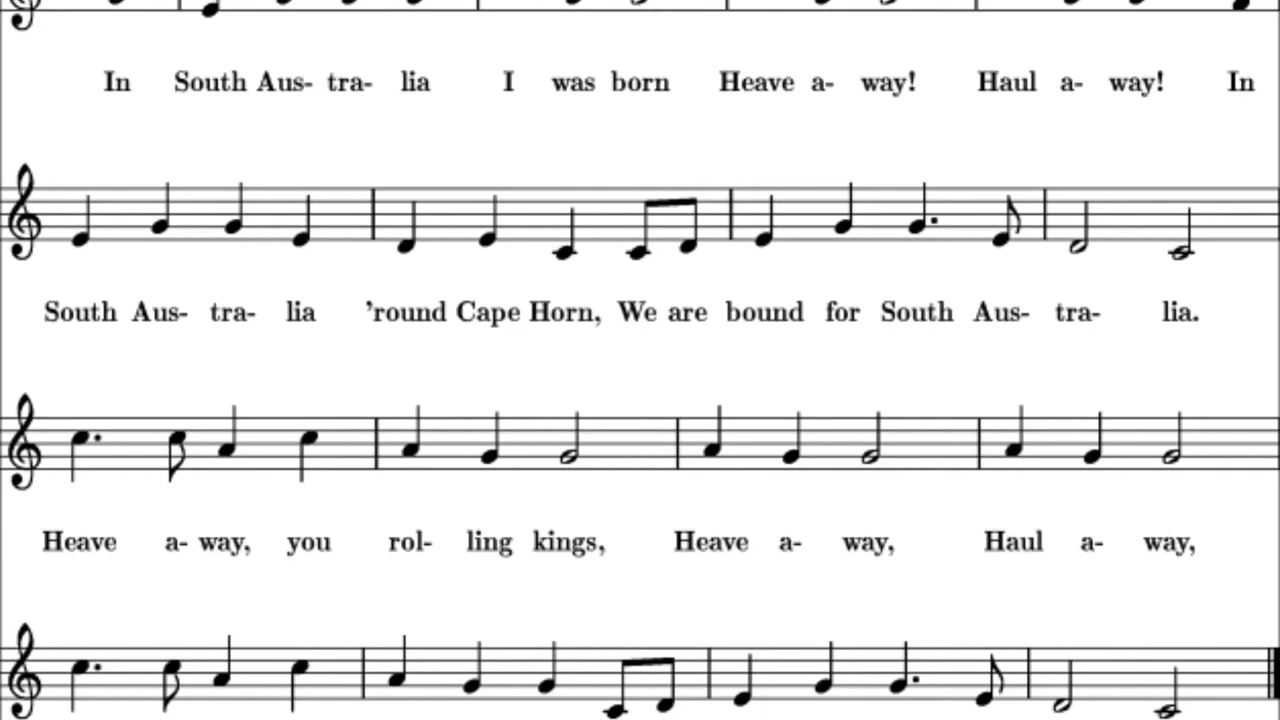 In South Aus- tra- lia I was born Heave a- way! Haul a- way! In
South Aus- tra- lia ’round Cape Horn, We are bound for South Aus- tra- lia.
Heave a- way, you rol- ling kings, Heave a- way, Haul a- way,